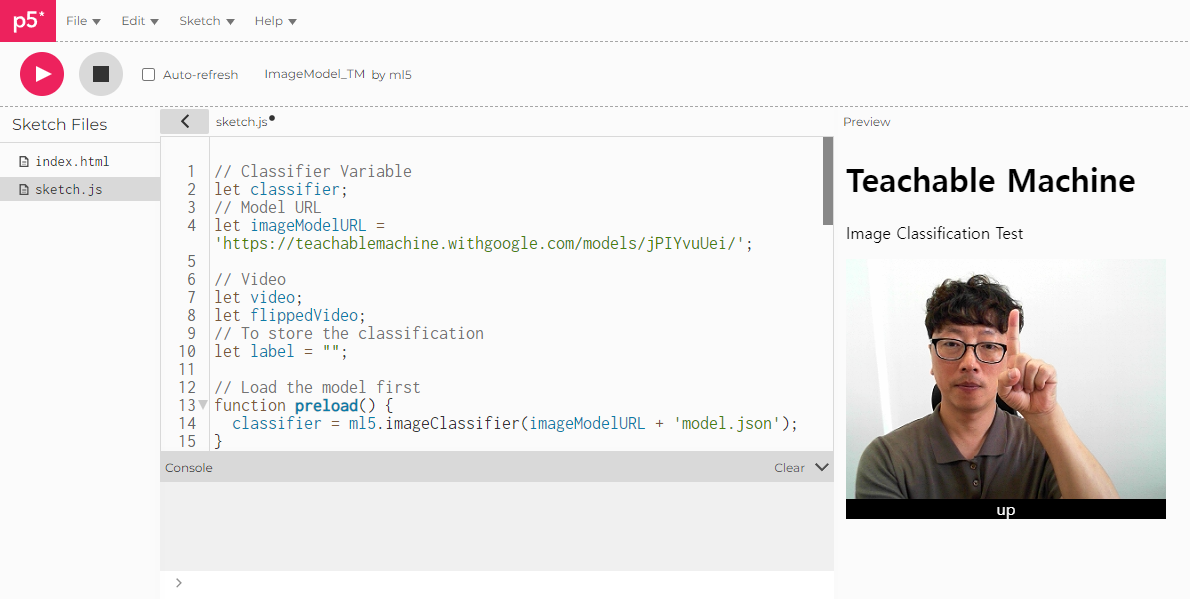 p5* File Edit Sketch Help
Auto-refresh ImageModel_TM by ml5
Sketch Files
index.html
sketch.js
sketch.js
1 // Classifier Variable
2 let classifier;
3 // Model URL
4 let imageModelURL =
'https://teachablemachine.withgoogle.com/models/jPIYvuUei/';
5
6 // Video
7 let video;
8 let flippedVideo;
9 // To store the classification
10 let label = "";
11
12 // Load the model first
13 function preload() {
14 classifier = ml5.imageClassifier(imageModelURL + 'model.json');
15 }
Console Clear
>
Preview
Teachable Machine
Image Classification Test
up